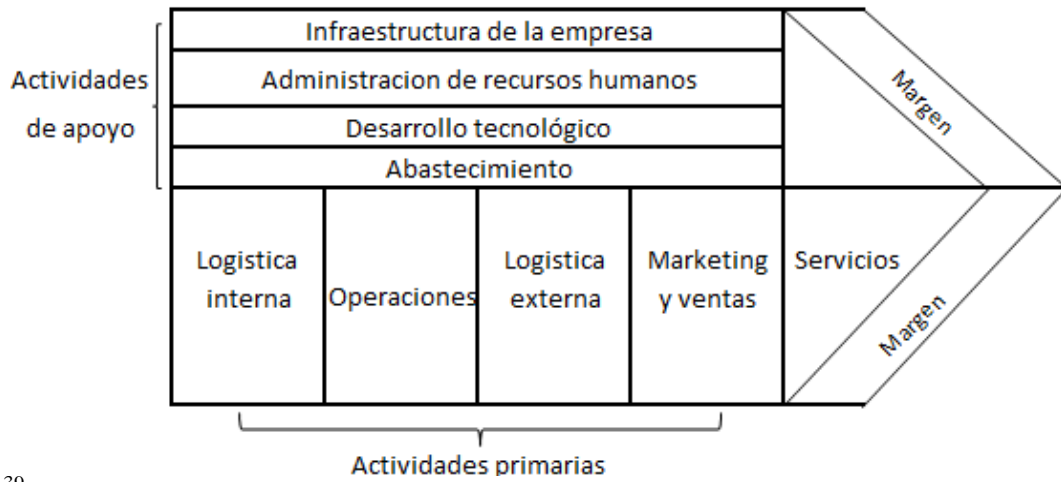 Infraestructura de la empresa
Administracion de recursos humanos
Desarrollo tecnológico
Abastecimiento
Actividades
de apoyo
Margen
Logistica
interna
Operaciones
Logistica
externa
Marketing
y ventas
Servicios
Margen
Actividades primarias